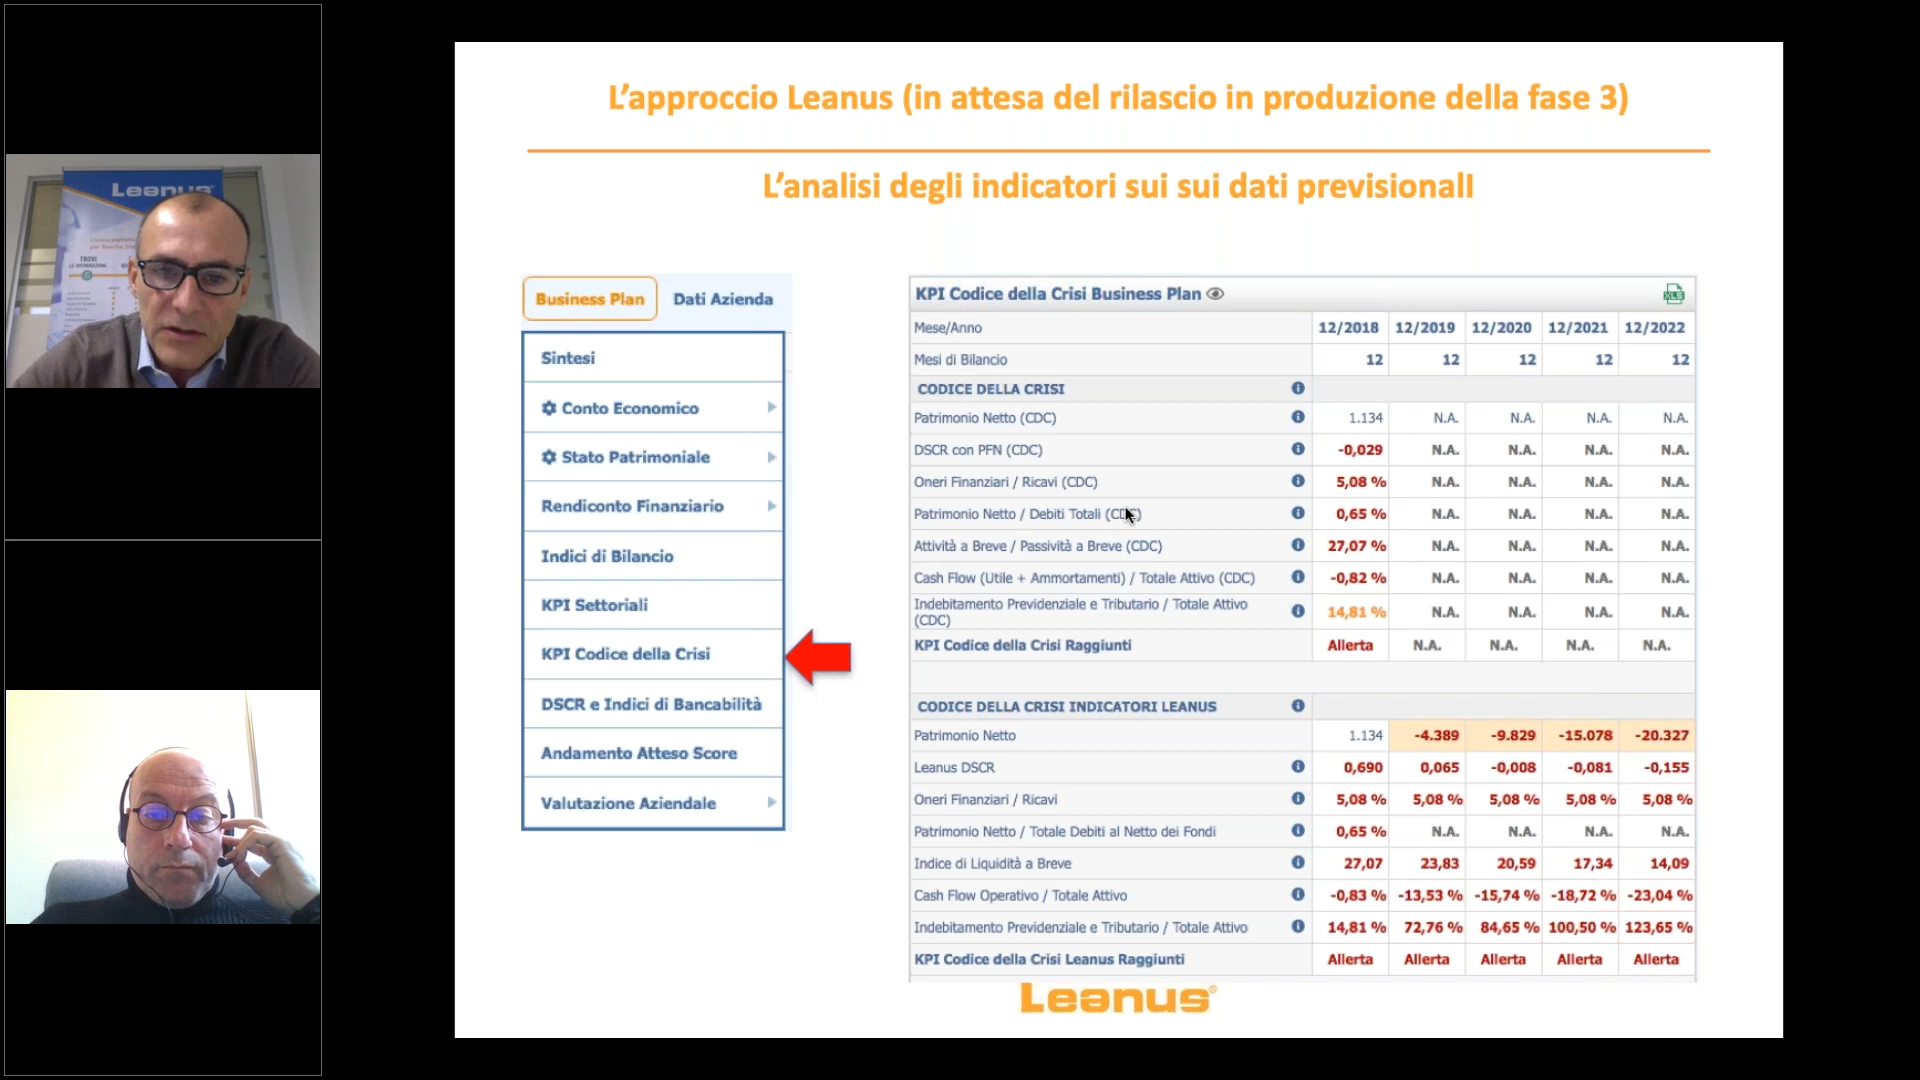 L'approccio Leanus (in attesa del rilascio in produzione della fase 3)
L'analisi degli indicatori sui sui dati previsionalI
Leanus
TROVI
LE INFORMAZIONI
Business Plan
Dati Azienda
Sintesi
Conto Economico
Stato Patrimoniale
Rendiconto Finanziario
Indici di Bilancio
KPI Settoriali
KPI Codice della Crisi
DSCR e Indici di Bancabilità
Andamento Atteso Score
Valutazione Aziendale
KPI Codice della Crisi Business Plan
XLS
Mese/Anno 12/2018 12/2019 12/2020 12/2021 12/2022
Mesi di Bilancio 12 12 12 12 12
CODICE DELLA CRISI
Patrimonio Netto (CDC) 1.134 N.A. N.A. N.A. N.A.
DSCR con PFN (CDC) -0,029 N.A. N.A. N.A. N.A.
Oneri Finanziari / Ricavi (CDC) 5,08 % N.A. N.A. N.A. N.A.
Patrimonio Netto / Debiti Totali (CDC) 0,65 % N.A. N.A. N.A. N.A.
Attività a Breve / Passività a Breve (CDC) 27,07 % N.A. N.A. N.A. N.A.
Cash Flow (Utile + Ammortamenti) / Totale Attivo (CDC) -0,82 % N.A. N.A. N.A. N.A.
Indebitamento Previdenziale e Tributario / Totale Attivo
(CDC) 14,81 % N.A. N.A. N.A. N.A.
KPI Codice della Crisi Raggiunti Allerta N.A. N.A. N.A. N.A.
CODICE DELLA CRISI INDICATORI LEANUS
Patrimonio Netto 1.134 -4.389 -9.829 -15.078 -20.327
Leanus DSCR 0,690 0,065 -0,008 -0,081 -0,155
Oneri Finanziari / Ricavi 5,08 % 5,08 % 5,08 % 5,08 % 5,08 %
Patrimonio Netto / Totale Debiti al Netto dei Fondi 0,65 % N.A. N.A. N.A. N.A.
Indice di Liquidità a Breve 27,07 23,83 20,59 17,34 14,09
Cash Flow Operativo / Totale Attivo -0,83 % -13,53 % -15,74 % -18,72 % -23,04 %
Indebitamento Previdenziale e Tributario / Totale Attivo 14,81 % 72,76 % 84,65 % 100,50 % 123,65 %
KPI Codice della Crisi Leanus Raggiunti Allerta Allerta Allerta Allerta Allerta
Leanus®